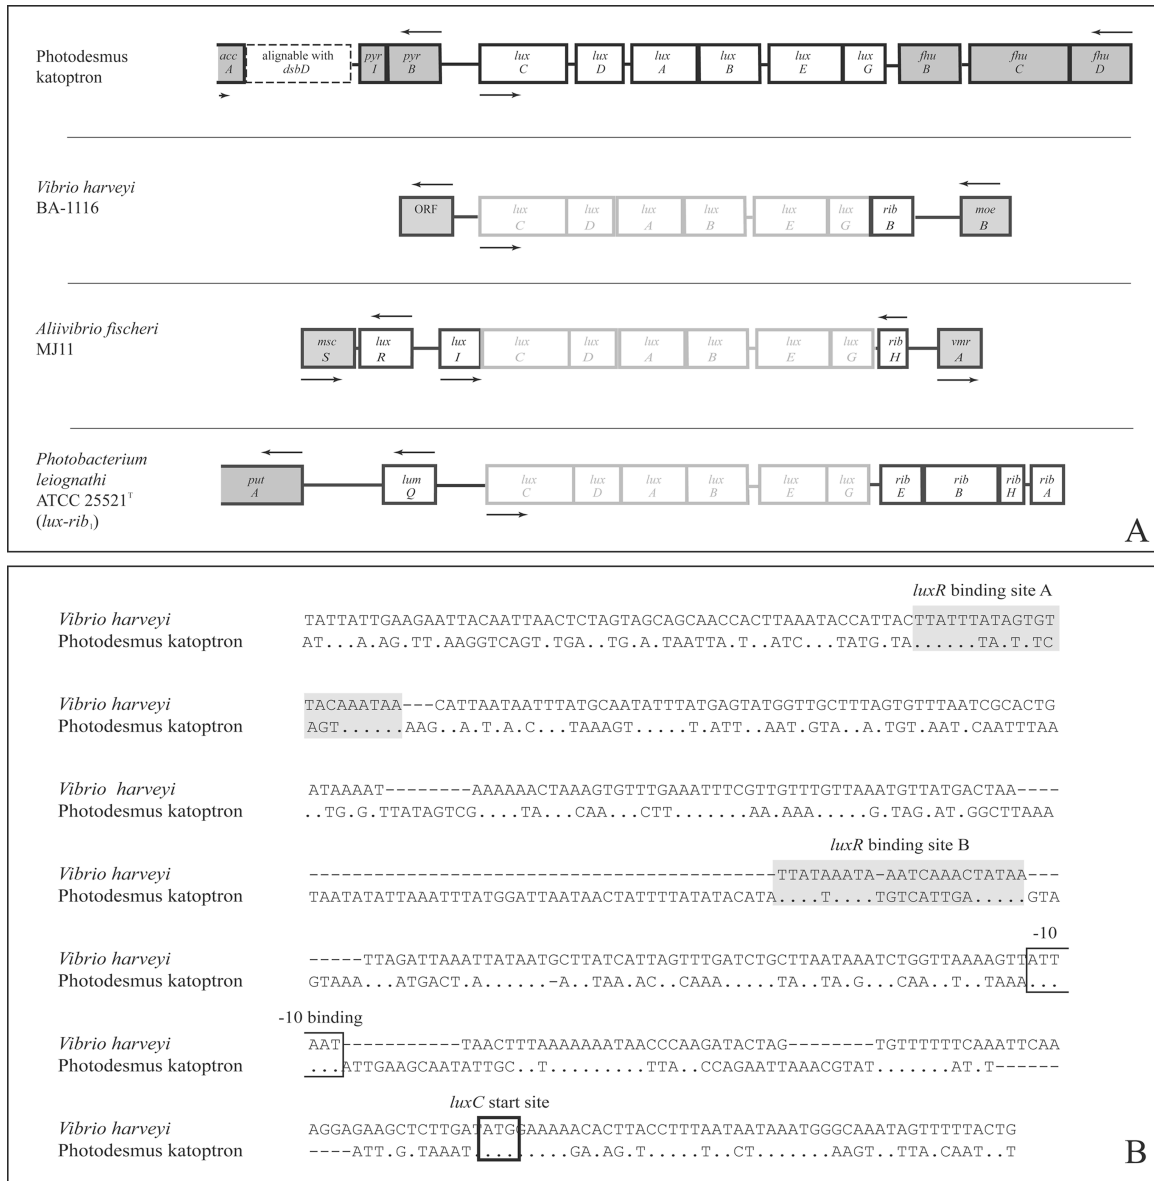 Photodesmus
katoptron
acc
A
alignable with
dsbD
pyr
I
pyr
B
lux
C
lux
D
lux
A
lux
B
lux
E
lux
G
fhu
B
fhu
C
fhu
D
Vibrio harveyi
BA-1116
ORF
lux
C
lux
D
lux
A
lux
B
lux
E
lux
G
rib
B
moe
B
Aliivibrio fischeri
MJ11
msc
S
lux
R
lux
I
lux
C
lux
D
lux
A
lux
B
lux
E
lux
G
rib
H
vmr
A
Photobacterium
leiognathi
ATCC 25521T
(lux-rib1)
put
A
lum
Q
lux
C
lux
D
lux
A
lux
B
lux
E
lux
G
rib
E
rib
B
rib
H
rib
A
A
luxR binding site A
Vibrio harveyi TATTATTGAAGAATTACAATTAACTCTAGTAGCAGCAACCACTTAAATACCATTACTTATTTATAGTGT
Photodesmus katoptron AT...A.AG.TT.AAGGTCAGT.TGA..TG.A.TAATTA.T..ATC...TATG.TA......TA.T.TC
Vibrio harveyi TACAAATAA---CATTAATAATTTATGCAATATTTATGAGTATGGTTGCTTTAGTGTTTAATCGCACTG
Photodesmus katoptron AGT......AAG..A.T.A.C...TAAAGT.....T.ATT..AAT.GTA..A.TGT.AAT.CAATTTAA
Vibrio harveyi ATAAAAT--------AAAAAACTAAAGTGTTTGAAATTTCGTTGTTTGTTAAATGTTATGACTAA----
Photodesmus katoptron ..TG.G.TTATAGTCG....TA...CAA...CTT.......AA.AAA.....G.TAG.AT.GGCTTAAA
luxR binding site B
Vibrio harveyi -------------------------------------------TTATAAATA-AATCAAACTATAA---
Photodesmus katoptron TAATATATTAAATTTATGGATTAATAACTATTTTATATACATA....T....TGTCATTGA.....GTA
-10
Vibrio harveyi -----TTAGATTAAATTATAATGCTTATCATTAGTTTGATCTGCTTAATAAATCTGGTTAAAAGTTATT
Photodesmus katoptron GTAAA...ATGACT.A......-A..TAA.AC..CAAA.....TA..TA.G...CAA..T..TAAA...
-10 binding
Vibrio harveyi AAT-----------TAACTTTAAAAAAATAACCCAAGATACTAG--------TGTTTTTTCAAATTCAA
Photodesmus katoptron ...ATTGAAGCAATATTGC..T.........TTA..CCAGAATTAAACGTAT.......AT.T------
luxC start site
Vibrio harveyi AGGAGAAGCTCTTGATATGGAAAAACACTTACCTTTAATAATAAATGGGCAAATAGTTTTTACTG
Photodesmus katoptron ----ATT.G.TAAAT.........GA.AG.T.....T..CT.......AAGT..TTA.CAAT..T
B